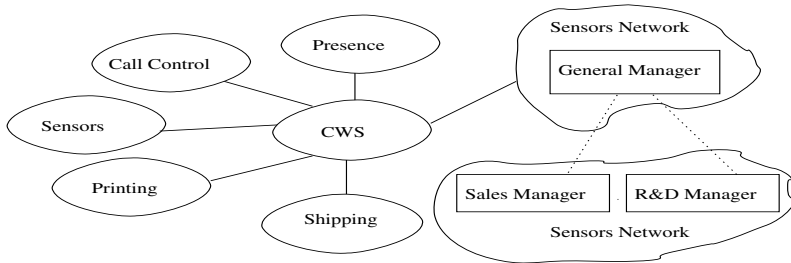 Sensors Network
Presence
General Manager
Call Control
Sensors
CWS
Printing
Sales Manager
R&D Manager
Shipping
Sensors Network